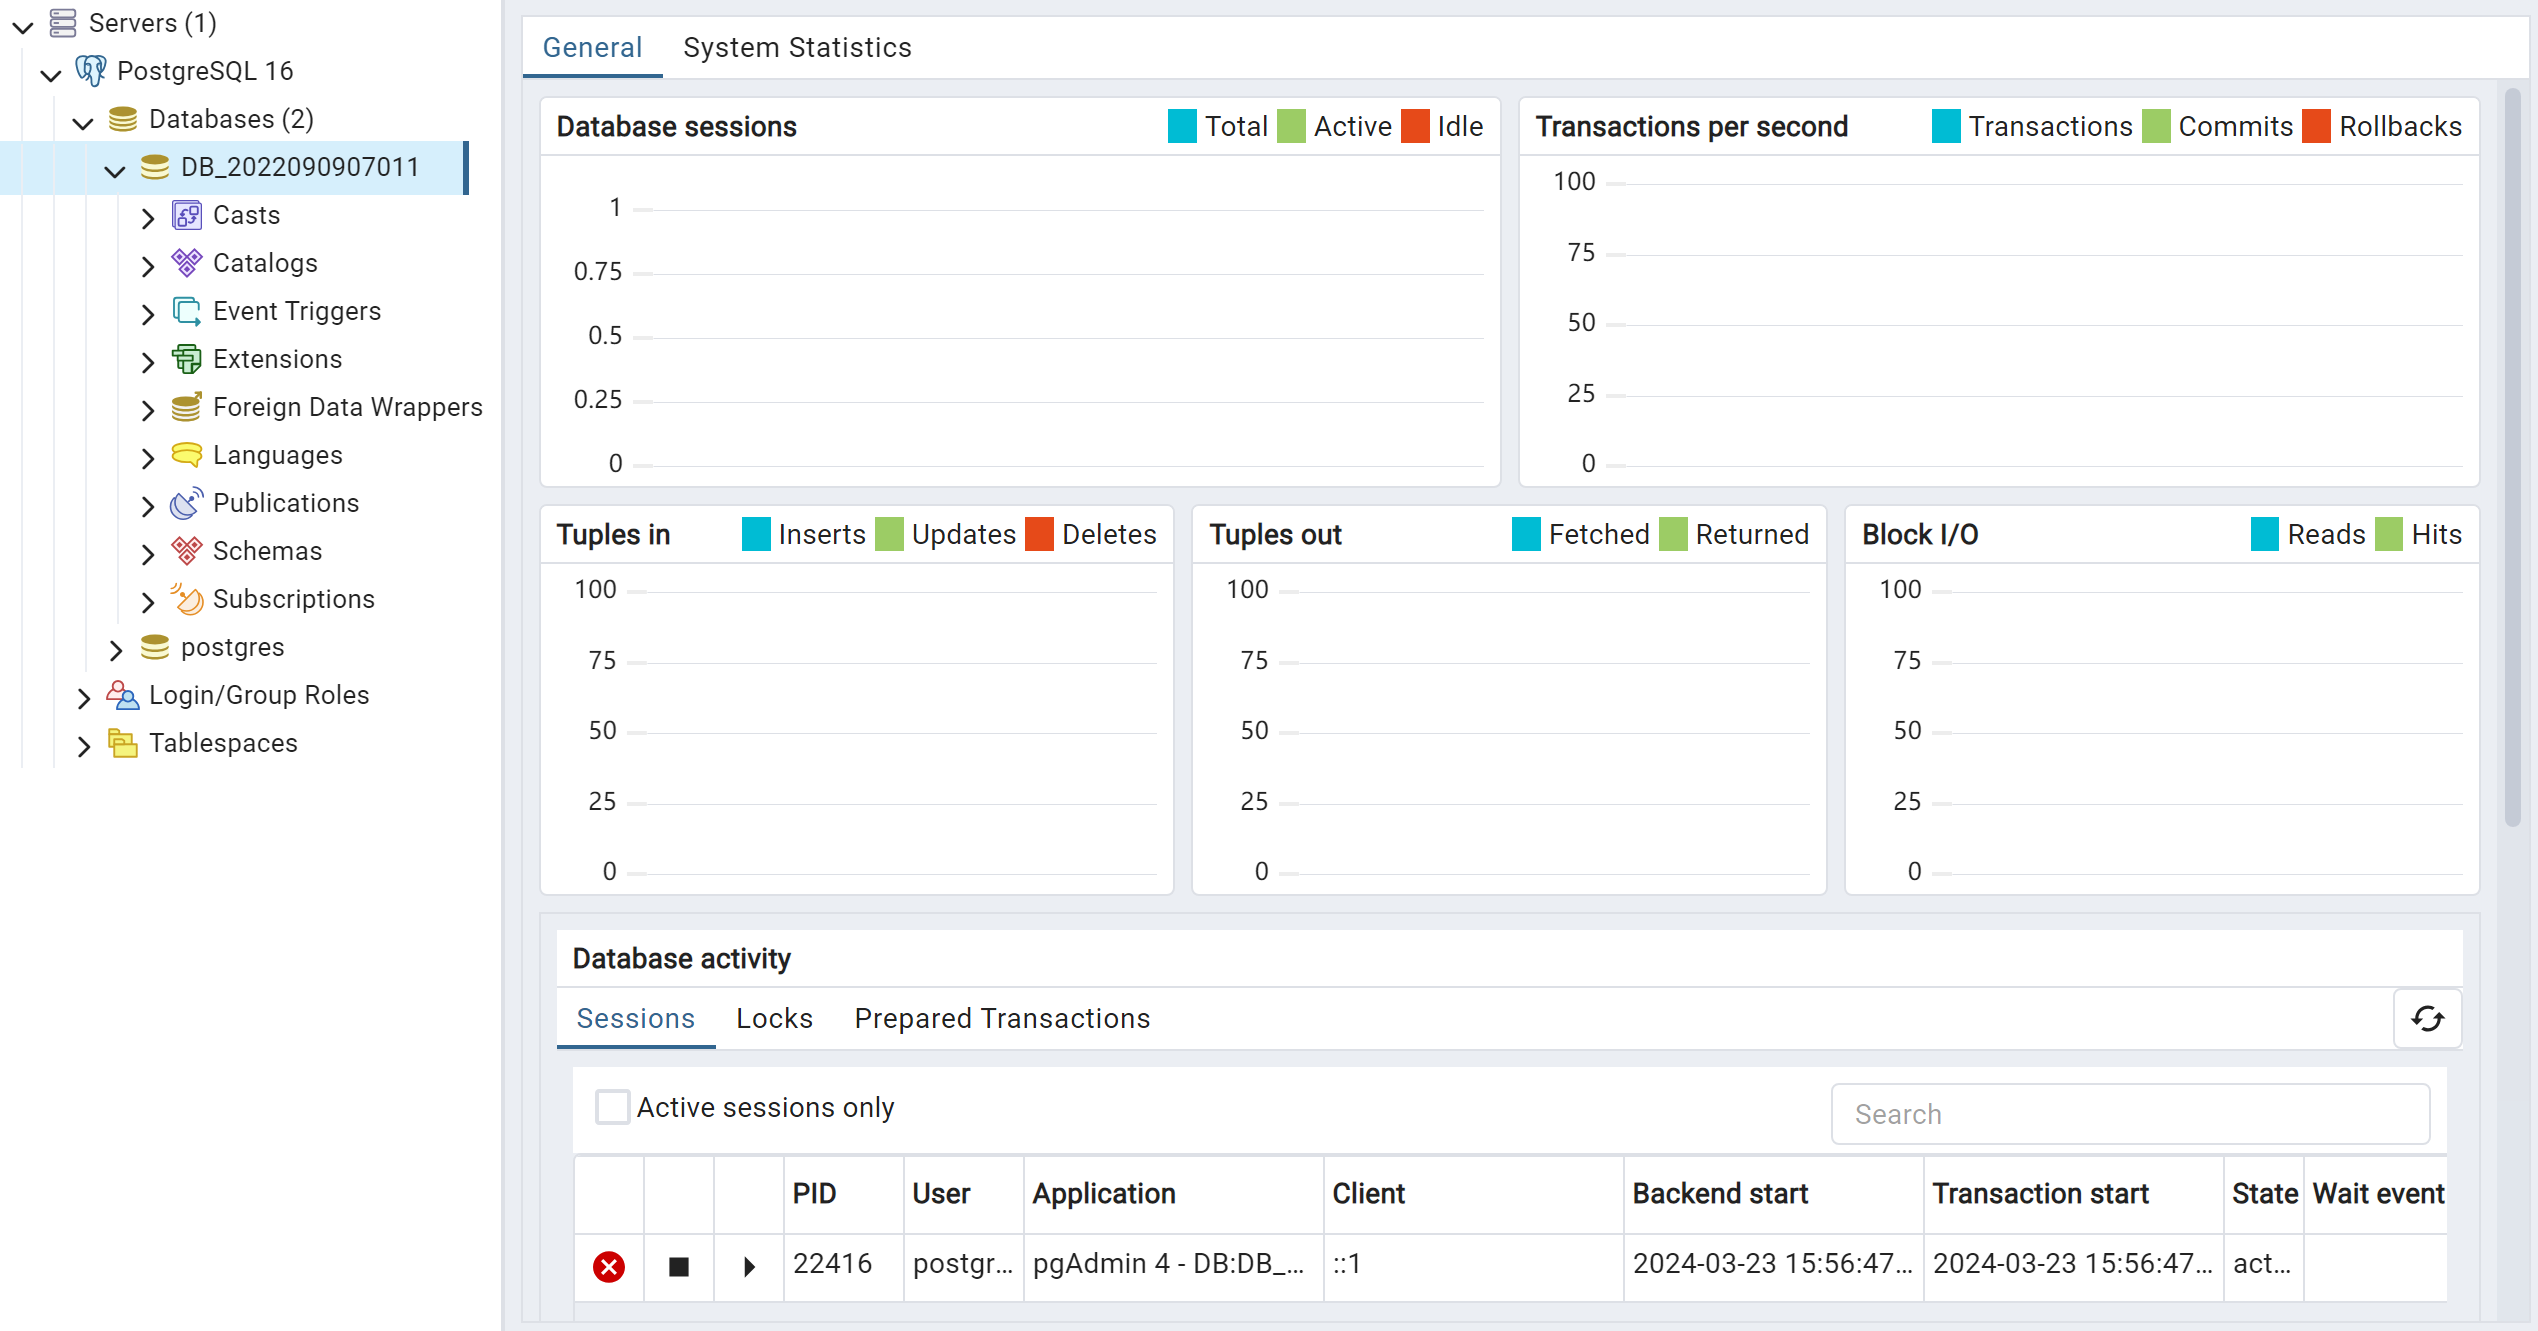 Servers (1)
PostgreSQL 16
Databases (2)
DB_2022090907011
Casts
Catalogs
Event Triggers
Extensions
Foreign Data Wrappers
Languages
Publications
Schemas
Subscriptions
postgres
Login/Group Roles
Tablespaces
General System Statistics
Database sessions Total Active Idle
1
0.75
0.5
0.25
0
Transactions per second Transactions Commits Rollbacks
100
75
50
25
0
Tuples in Inserts Updates Deletes
100
75
50
25
0
Tuples out Fetched Returned
100
75
50
25
0
Block I/O Reads Hits
100
75
50
25
0
Database activity
Sessions Locks Prepared Transactions
Active sessions only Search
PID User Application Client Backend start Transaction start State Wait event
22416 postgr... pgAdmin 4 - DB:DB_... ::1 2024-03-23 15:56:47... 2024-03-23 15:56:47... act...